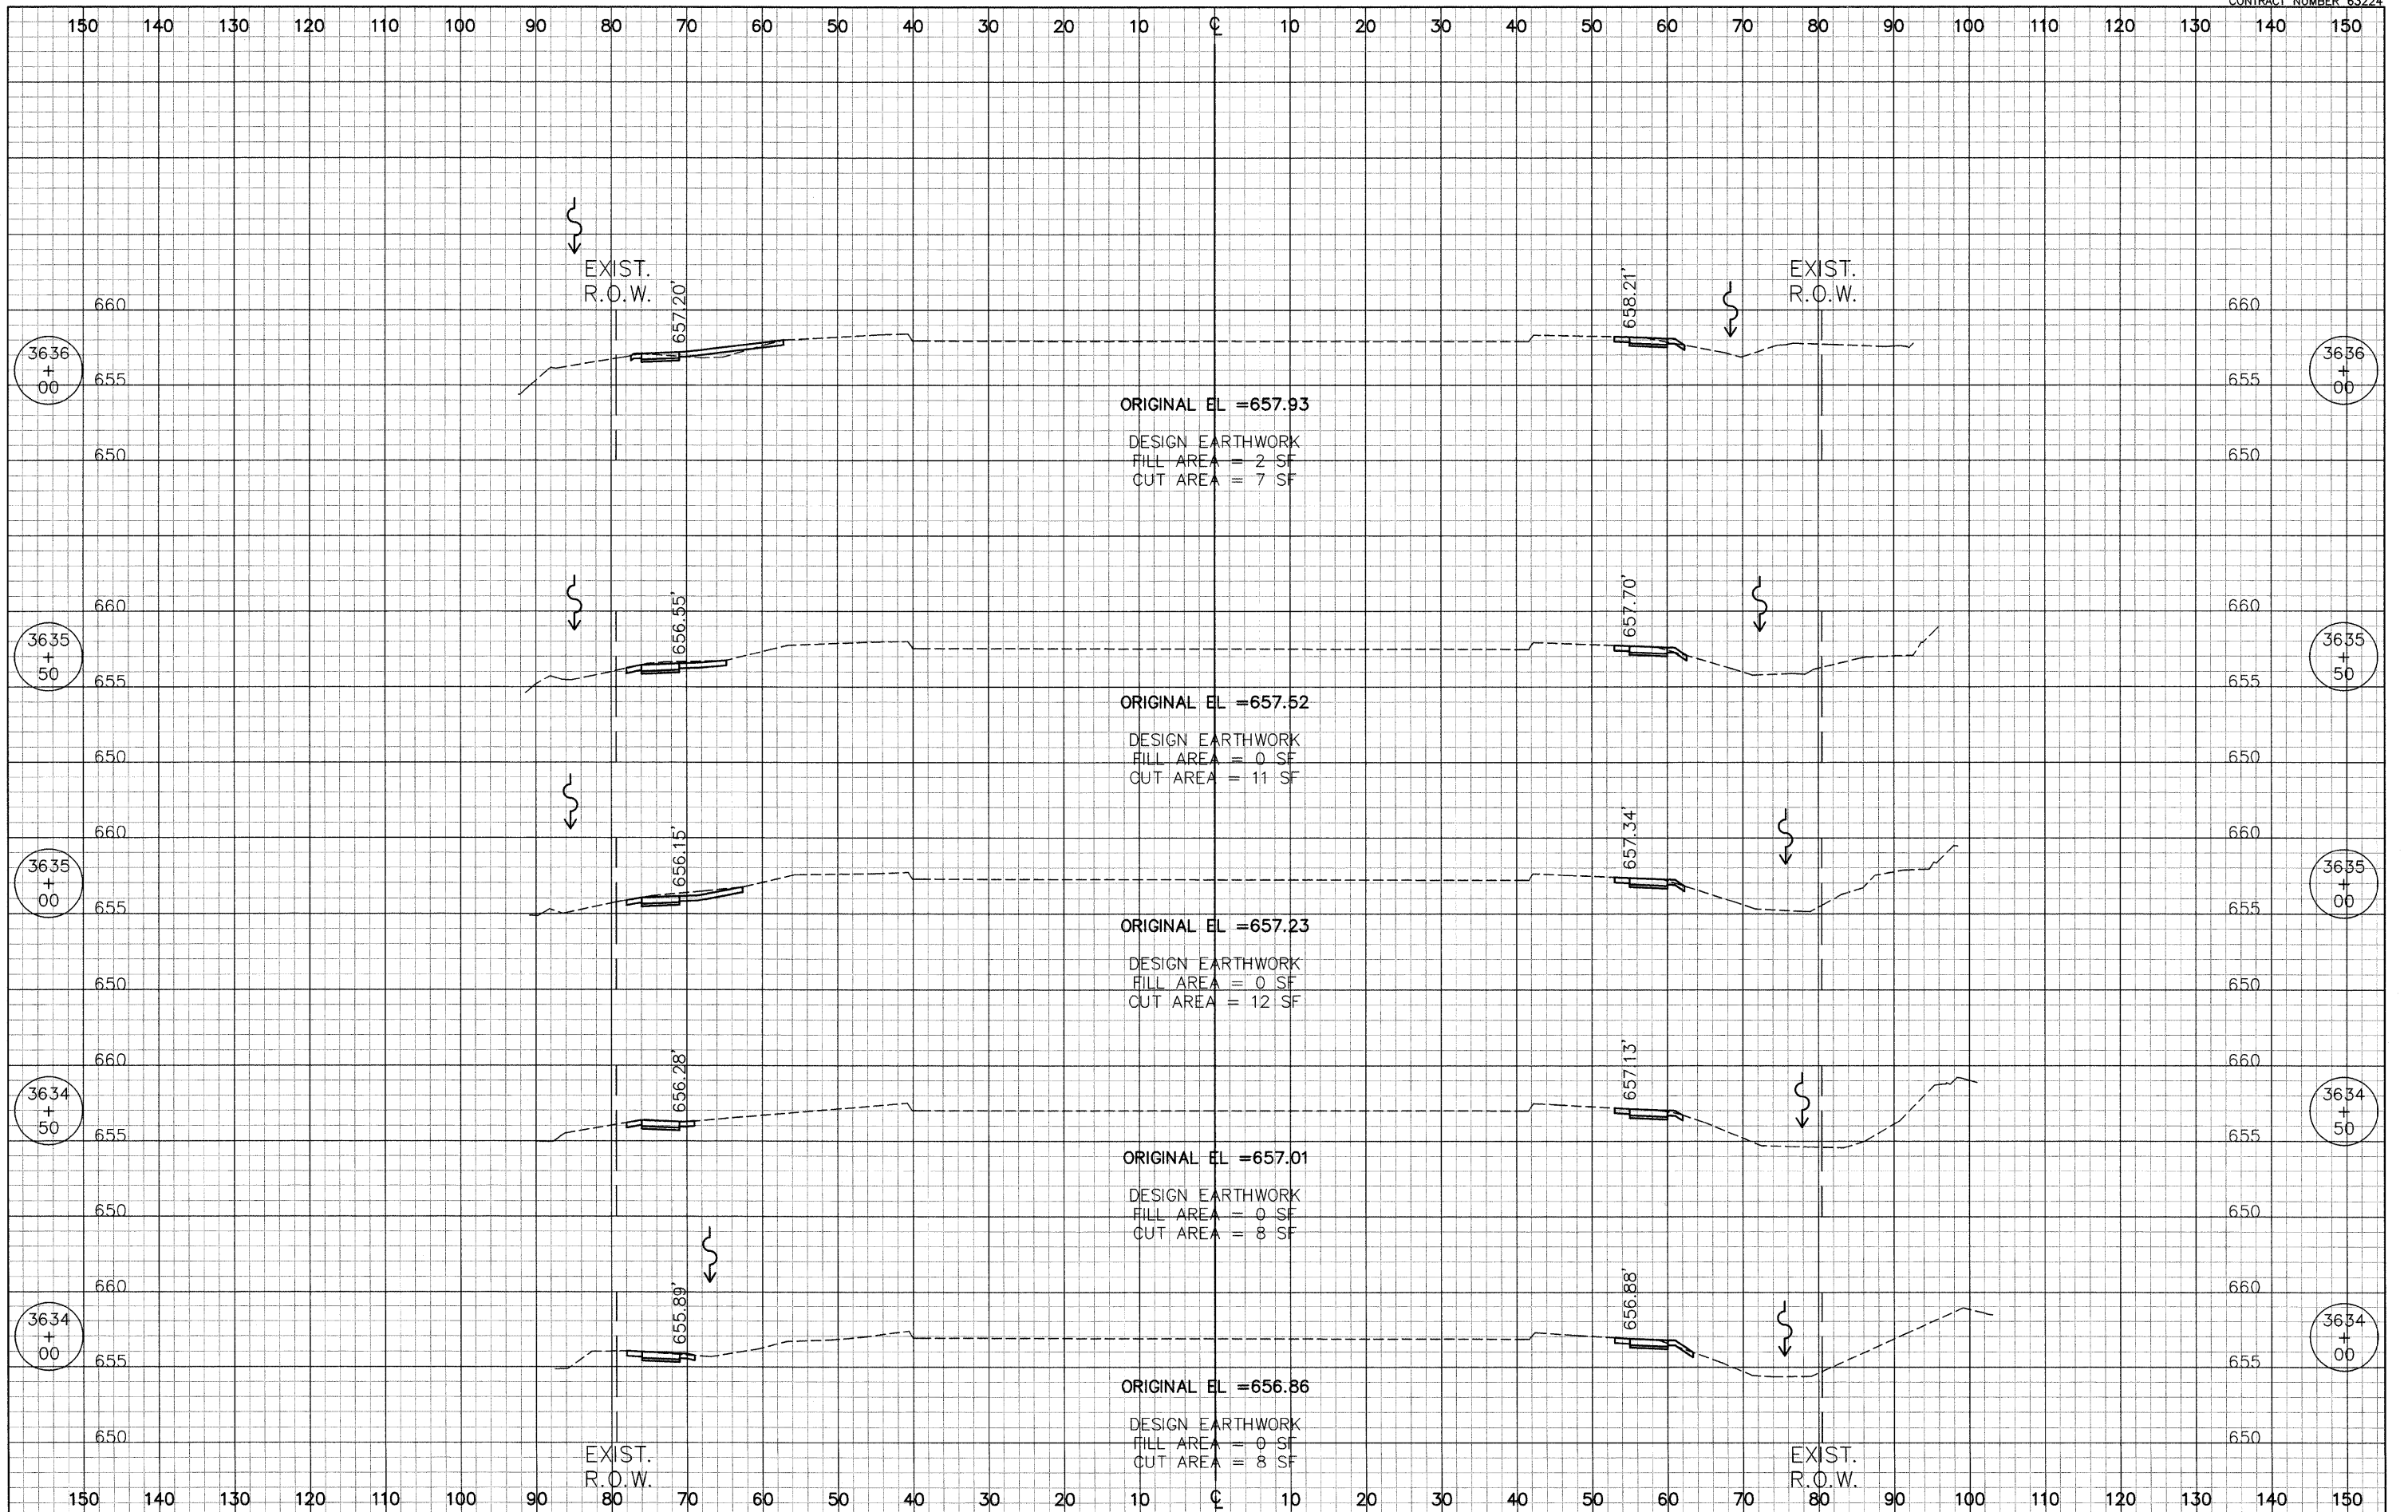 CONTRACT NUMBER 63224
150 140 130 120 110 100 90 80 70 60 50 40 30 20 10 ℄ 10 20 30 40 50 60 70 80 90 100 110 120 130 140 150
EXIST.
R.O.W.
657.20'
658.21'
EXIST.
R.O.W.
660 660
3636
+
00
3636
+
00
655 655
ORIGINAL EL =657.93
DESIGN EARTHWORK
FILL AREA = 2 SF
CUT AREA = 7 SF
650 650
656.55'
657.70'
660 660
3635
+
50
3635
+
50
655 655
ORIGINAL EL =657.52
DESIGN EARTHWORK
FILL AREA = 0 SF
CUT AREA = 11 SF
650 650
656.15'
657.34'
660 660
3635
+
00
3635
+
00
655 655
ORIGINAL EL =657.23
DESIGN EARTHWORK
FILL AREA = 0 SF
CUT AREA = 12 SF
650 650
656.28'
657.13'
660 660
3634
+
50
3634
+
50
655 655
ORIGINAL EL =657.01
DESIGN EARTHWORK
FILL AREA = 0 SF
CUT AREA = 8 SF
650 650
655.89'
656.88'
660 660
3634
+
00
3634
+
00
655 655
ORIGINAL EL =656.86
DESIGN EARTHWORK
FILL AREA = 0 SF
CUT AREA = 8 SF
650 650
EXIST.
R.O.W.
EXIST.
R.O.W.
150 140 130 120 110 100 90 80 70 60 50 40 30 20 10 ℄ 10 20 30 40 50 60 70 80 90 100 110 120 130 140 150